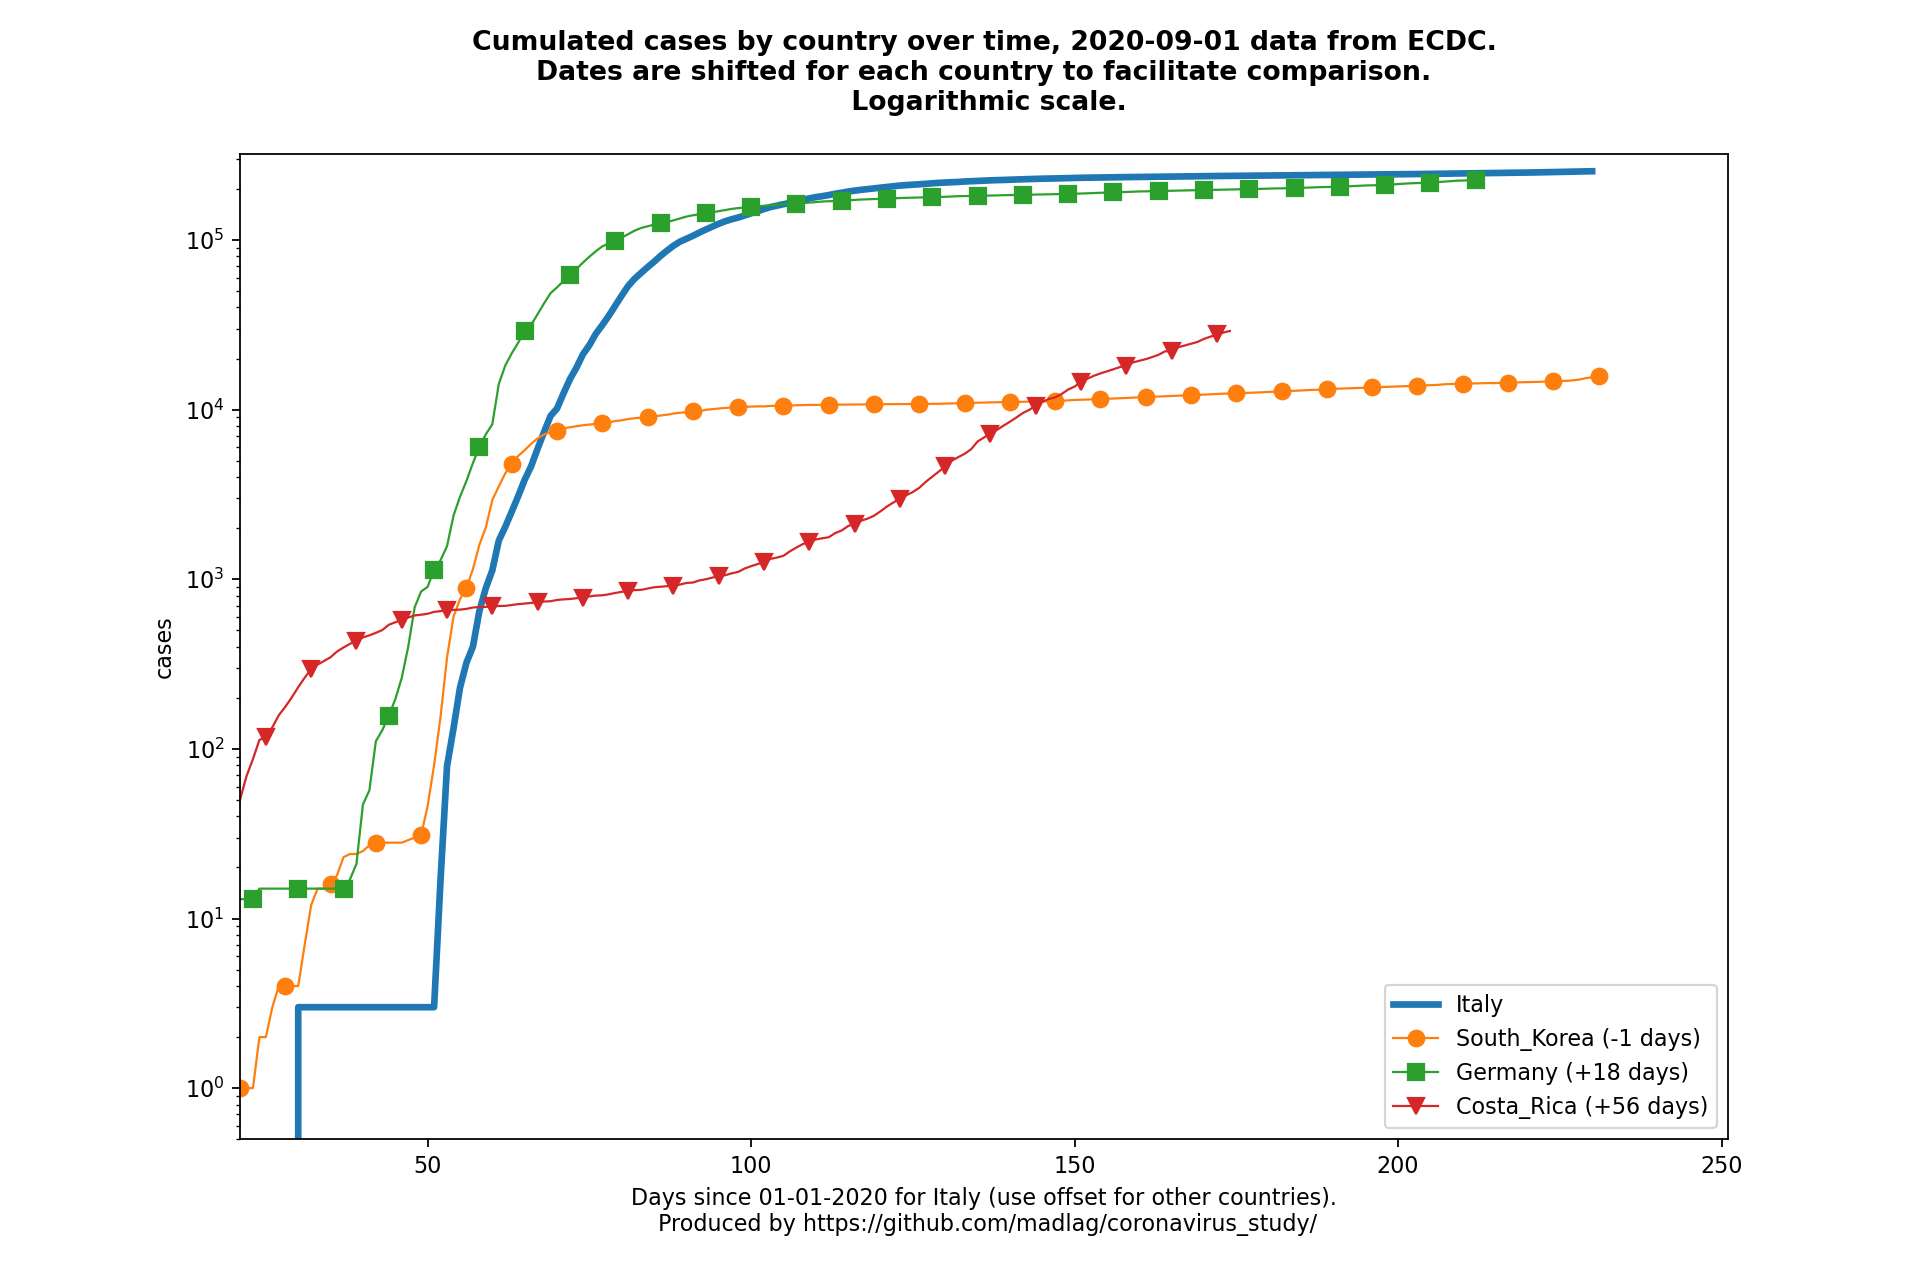 Cumulated cases by country over time, 2020-09-01 data from ECDC.
Dates are shifted for each country to facilitate comparison.
Logarithmic scale.
cases
10^5
10^4
10^3
10^2
10^1
10^0
50
100
150
200
250
Italy
South_Korea (-1 days)
Germany (+18 days)
Costa_Rica (+56 days)
Days since 01-01-2020 for Italy (use offset for other countries).
Produced by https://github.com/madlag/coronavirus_study/